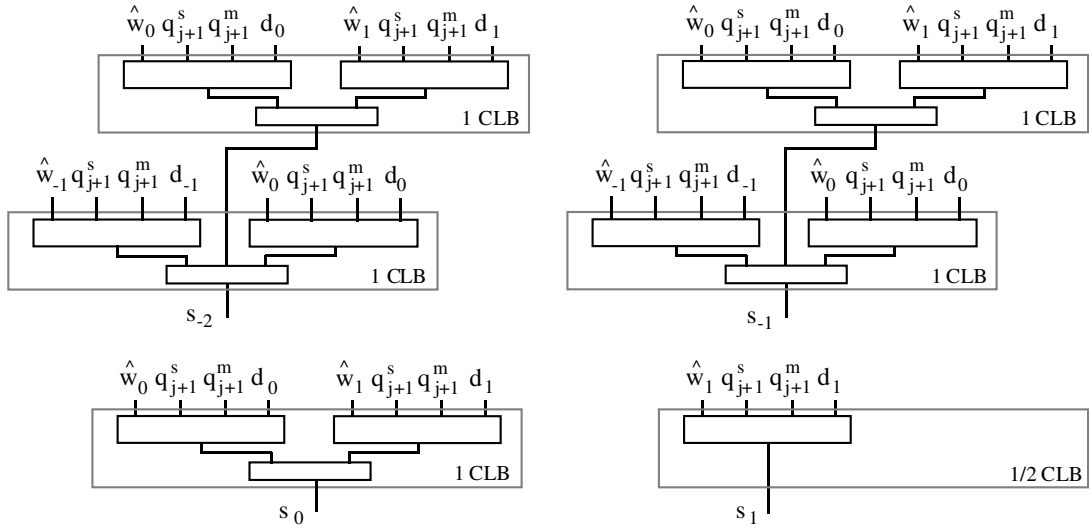 ŵ₀ qˢⱼ₊₁ qᵐⱼ₊₁ d₀ ŵ₁ qˢⱼ₊₁ qᵐⱼ₊₁ d₁
1 CLB
ŵ₋₁ qˢⱼ₊₁ qᵐⱼ₊₁ d₋₁ ŵ₀ qˢⱼ₊₁ qᵐⱼ₊₁ d₀
1 CLB
s₋₂
ŵ₀ qˢⱼ₊₁ qᵐⱼ₊₁ d₀ ŵ₁ qˢⱼ₊₁ qᵐⱼ₊₁ d₁
1 CLB
ŵ₋₁ qˢⱼ₊₁ qᵐⱼ₊₁ d₋₁ ŵ₀ qˢⱼ₊₁ qᵐⱼ₊₁ d₀
1 CLB
s₋₁
ŵ₀ qˢⱼ₊₁ qᵐⱼ₊₁ d₀ ŵ₁ qˢⱼ₊₁ qᵐⱼ₊₁ d₁
1 CLB
s₀
ŵ₁ qˢⱼ₊₁ qᵐⱼ₊₁ d₁
1/2 CLB
s₁